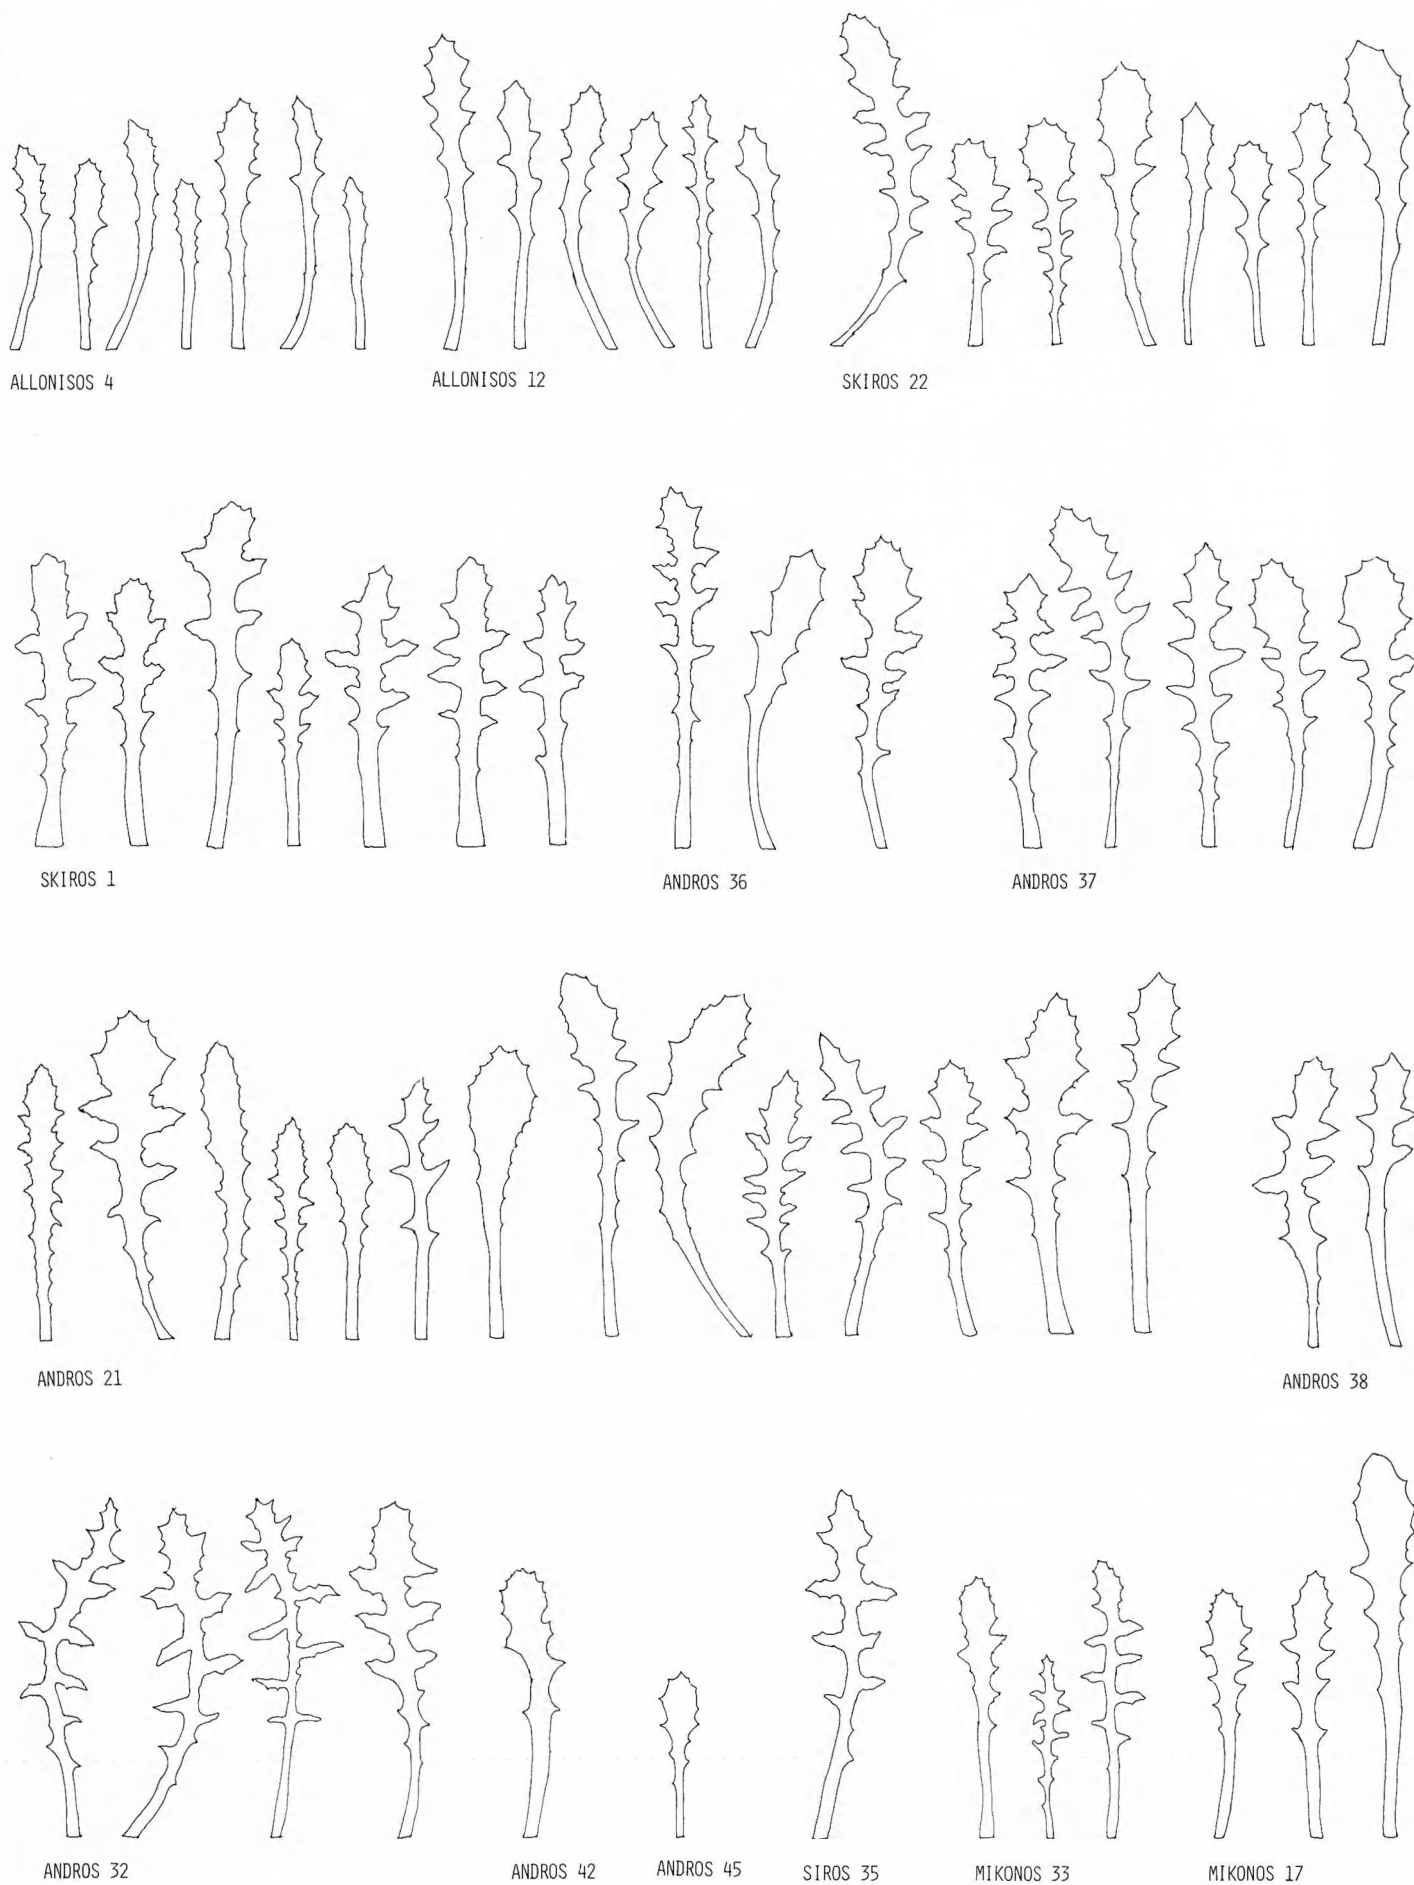 ALLONISOS 4
ALLONISOS 12
SKIROS 22
SKIROS 1
ANDROS 36
ANDROS 37
ANDROS 21
ANDROS 38
ANDROS 32
ANDROS 42
ANDROS 45
SIROS 35
MIKONOS 33
MIKONOS 17